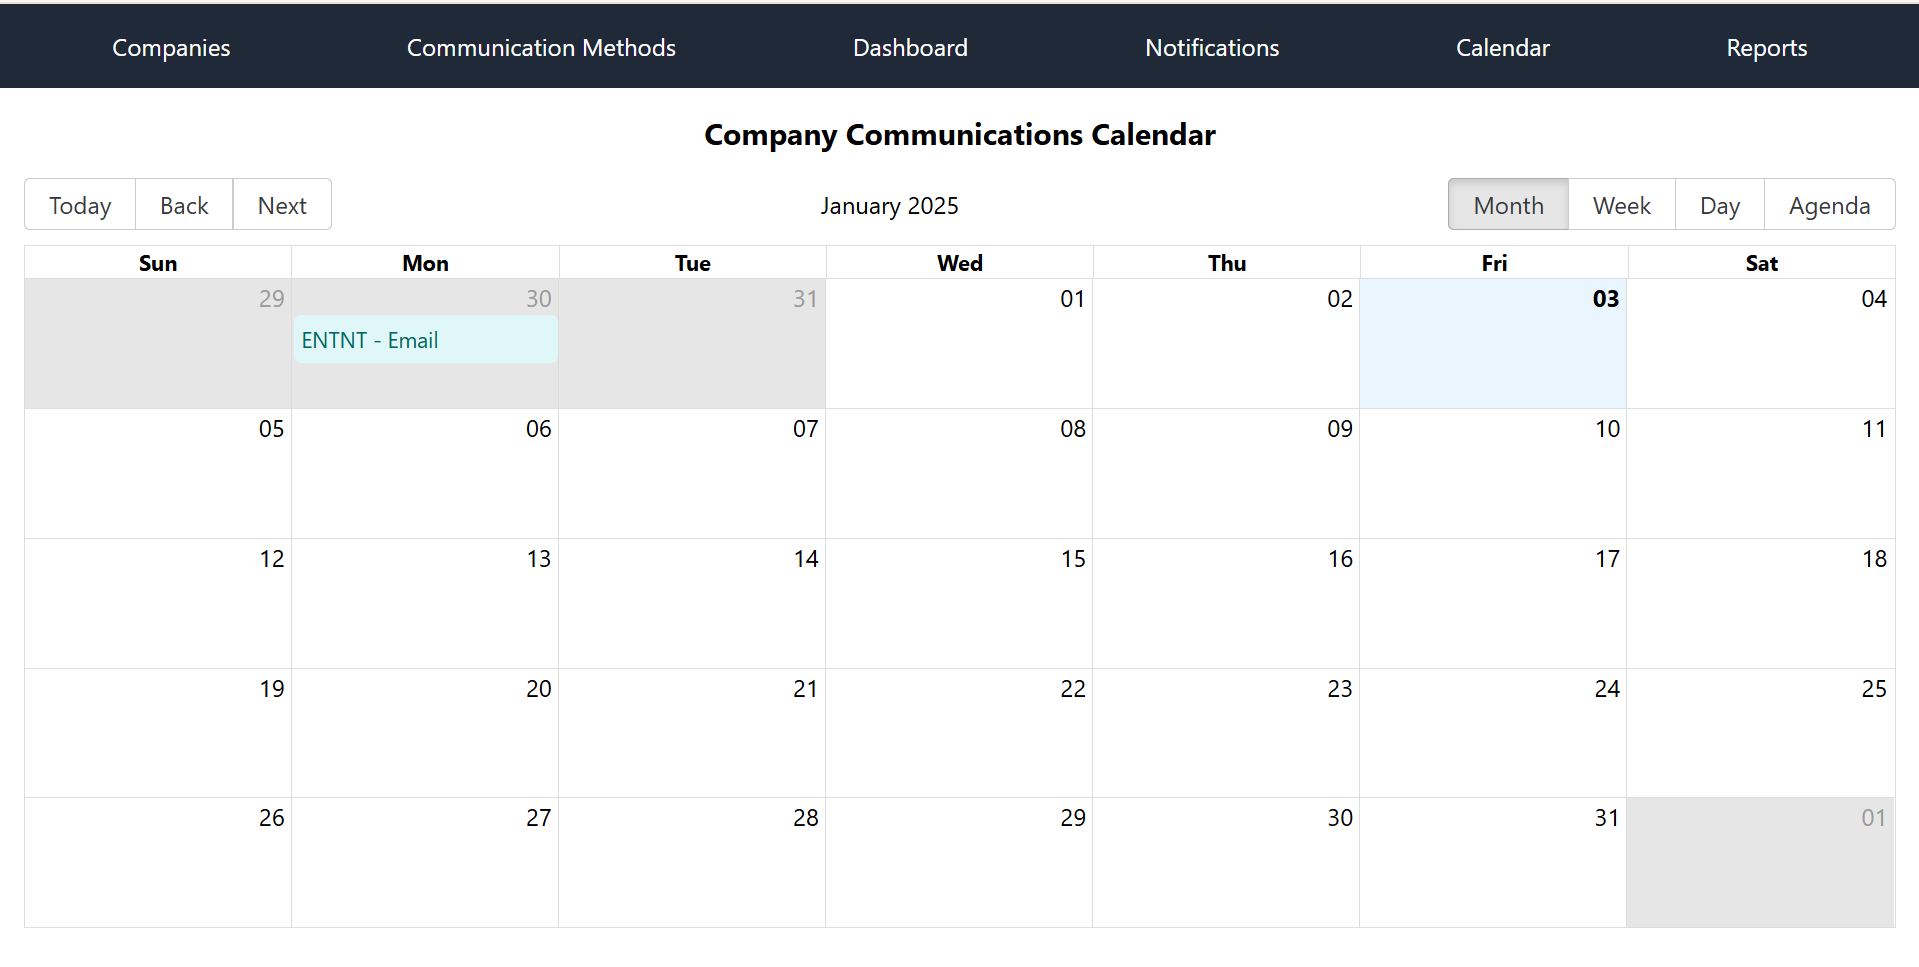 Companies Communication Methods Dashboard Notifications Calendar Reports
Company Communications Calendar
Today Back Next January 2025 Month Week Day Agenda
Sun Mon Tue Wed Thu Fri Sat
29 30 31 01 02 03 04
ENTNT - Email
05 06 07 08 09 10 11
12 13 14 15 16 17 18
19 20 21 22 23 24 25
26 27 28 29 30 31 01